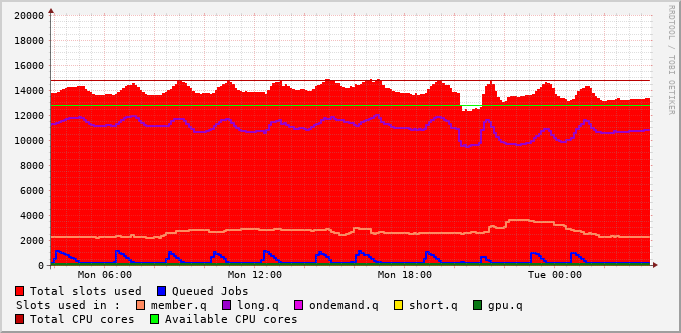 20000
18000
16000
14000
12000
10000
8000
6000
4000
2000
0
Mon 06:00 Mon 12:00 Mon 18:00 Tue 00:00
RRDTOOL / TOBI OETIKER
Total slots used Queued Jobs
Slots used in : member.q long.q ondemand.q short.q gpu.q
Total CPU cores Available CPU cores